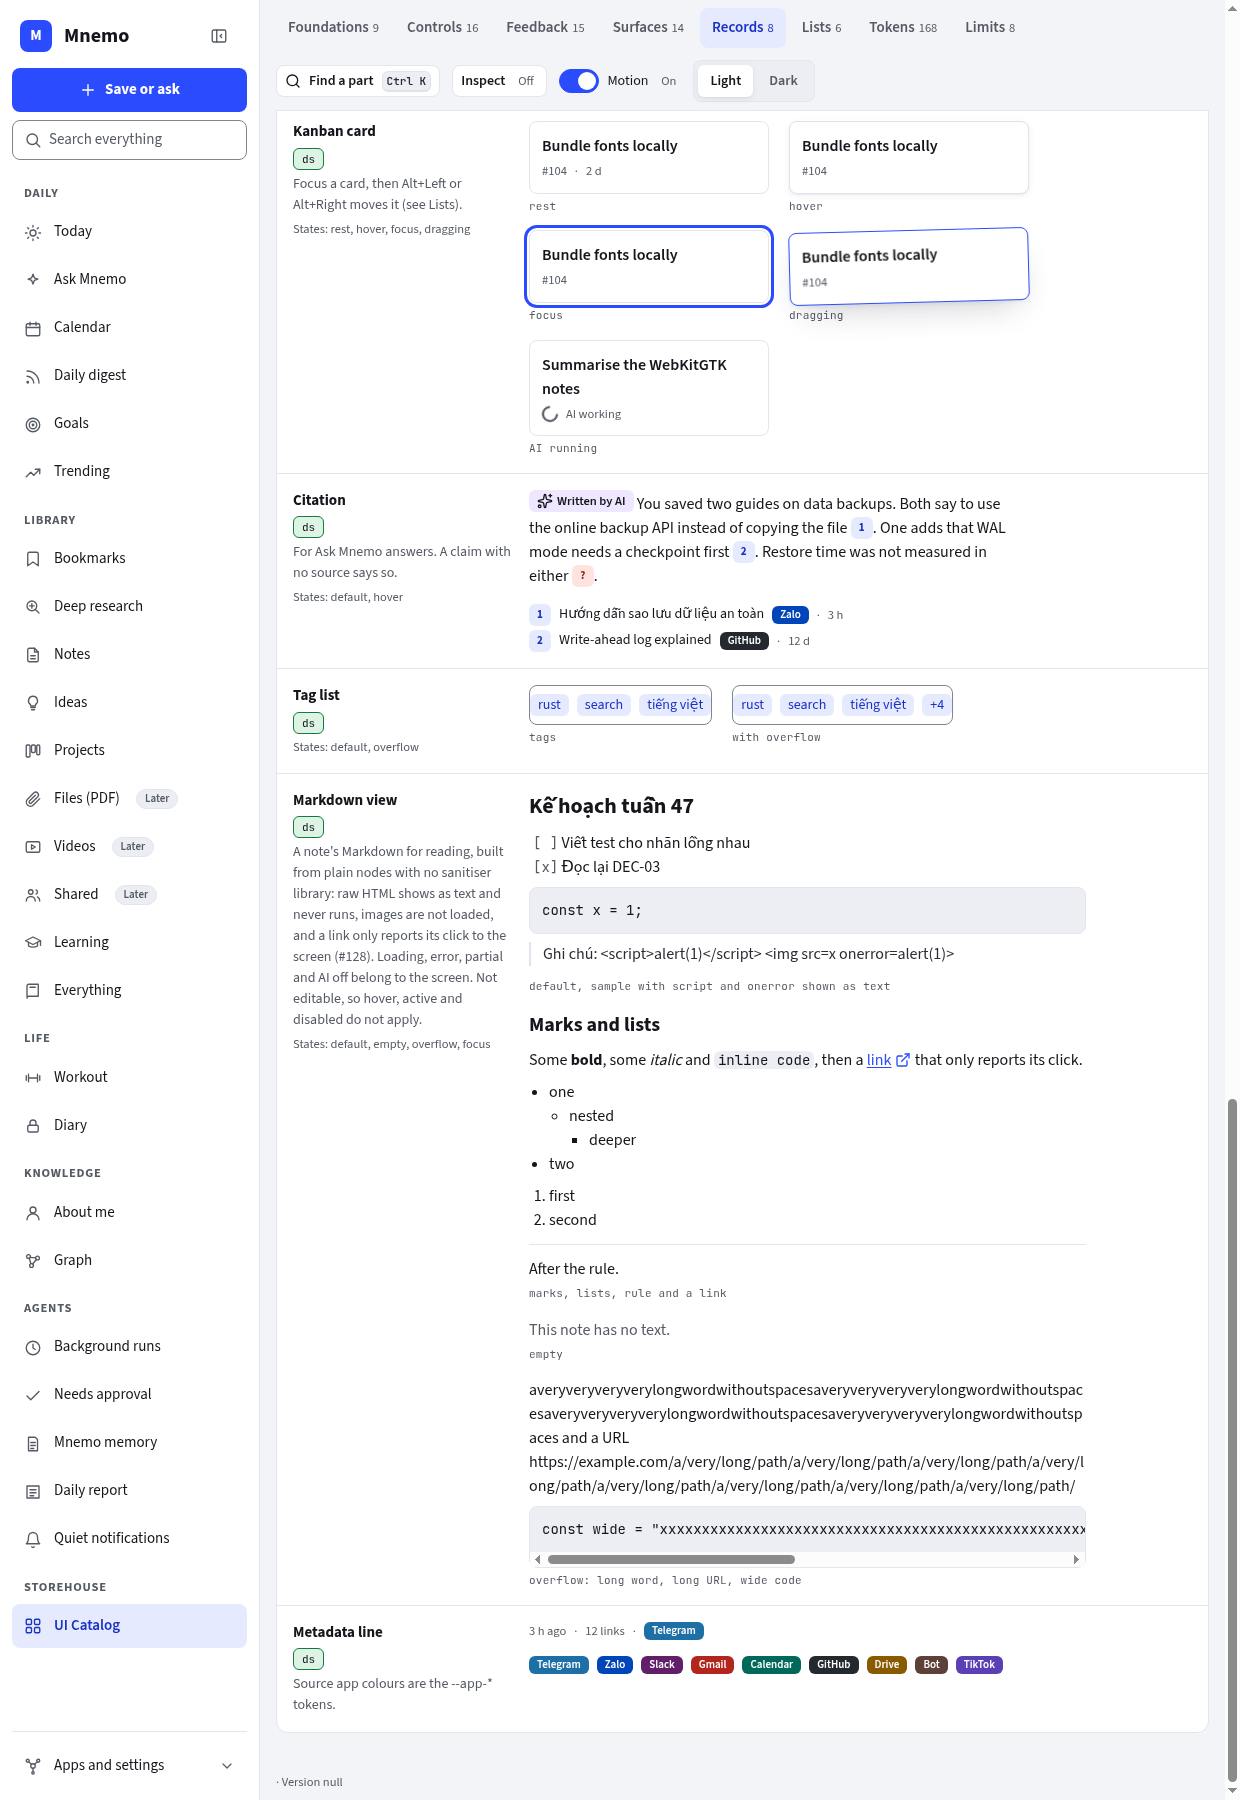 M Mnemo
+ Save or ask
Search everything
DAILY
Today
Ask Mnemo
Calendar
Daily digest
Goals
Trending
LIBRARY
Bookmarks
Deep research
Notes
Ideas
Projects
Files (PDF) Later
Videos Later
Shared Later
Learning
Everything
LIFE
Workout
Diary
KNOWLEDGE
About me
Graph
AGENTS
Background runs
Needs approval
Mnemo memory
Daily report
Quiet notifications
STOREHOUSE
UI Catalog
Apps and settings
Foundations 9 Controls 16 Feedback 15 Surfaces 14 Records 8 Lists 6 Tokens 168 Limits 8
Find a part Ctrl K Inspect Off Motion On Light Dark
Kanban card
ds
Focus a card, then Alt+Left or
Alt+Right moves it (see Lists).
States: rest, hover, focus, dragging
Bundle fonts locally
#104 · 2 d
rest
Bundle fonts locally
#104
hover
Bundle fonts locally
#104
focus
Bundle fonts locally
#104
dragging
Summarise the WebKitGTK
notes
AI working
AI running
Citation
ds
For Ask Mnemo answers. A claim with
no source says so.
States: default, hover
Written by AI You saved two guides on data backups. Both say to use
the online backup API instead of copying the file 1 . One adds that WAL
mode needs a checkpoint first 2 . Restore time was not measured in
either ? .
1 Hướng dẫn sao lưu dữ liệu an toàn Zalo · 3 h
2 Write-ahead log explained GitHub · 12 d
Tag list
ds
States: default, overflow
rust search tiếng việt
tags
rust search tiếng việt +4
with overflow
Markdown view
ds
A note's Markdown for reading, built
from plain nodes with no sanitiser
library: raw HTML shows as text and
never runs, images are not loaded,
and a link only reports its click to the
screen (#128). Loading, error, partial
and AI off belong to the screen. Not
editable, so hover, active and
disabled do not apply.
States: default, empty, overflow, focus
Kế hoạch tuần 47
[ ] Viết test cho nhãn lồng nhau
[x] Đọc lại DEC-03
const x = 1;
Ghi chú: <script>alert(1)</script> <img src=x onerror=alert(1)>
default, sample with script and onerror shown as text
Marks and lists
Some bold, some italic and inline code, then a link that only reports its click.
• one
◦ nested
▪ deeper
• two
1. first
2. second
After the rule.
marks, lists, rule and a link
This note has no text.
empty
averyveryveryverylongwordwithoutspacesaveryveryveryverylongwordwithoutspac
esaveryveryveryverylongwordwithoutspacesaveryveryveryverylongwordwithoutsp
aces and a URL
https://example.com/a/very/long/path/a/very/long/path/a/very/long/path/a/very/l
ong/path/a/very/long/path/a/very/long/path/a/very/long/path/a/very/long/path/
const wide = "xxxxxxxxxxxxxxxxxxxxxxxxxxxxxxxxxxxxxxxxxxxxxxxxxxx
overflow: long word, long URL, wide code
Metadata line
ds
Source app colours are the --app-*
tokens.
3 h ago · 12 links · Telegram
Telegram Zalo Slack Gmail Calendar GitHub Drive Bot TikTok
· Version null